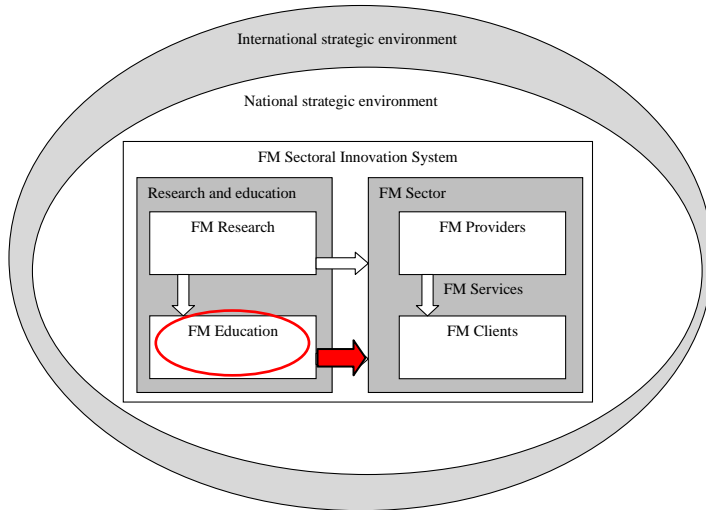 International strategic environment
National strategic environment
FM Sectoral Innovation System
Research and education
FM Research
FM Education
FM Sector
FM Providers
FM Services
FM Clients